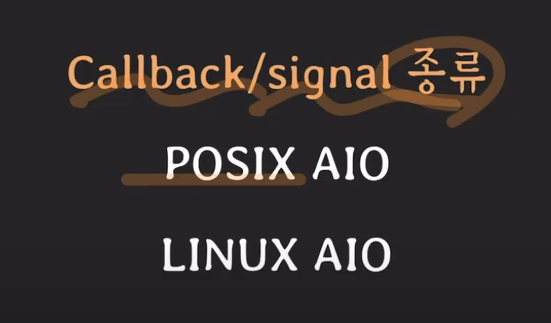 Callback/signal 종류
POSIX AIO
LINUX AIO